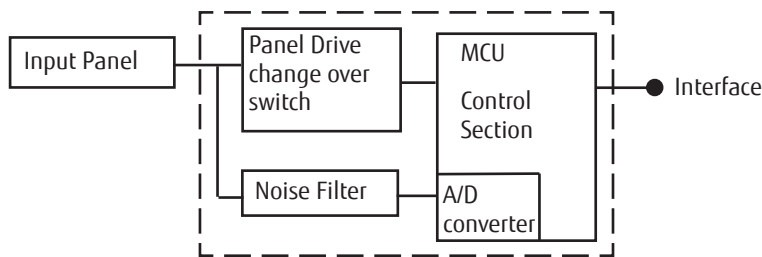 Input Panel
Panel Drive
change over
switch
Noise Filter
MCU
Control
Section
A/D
converter
Interface